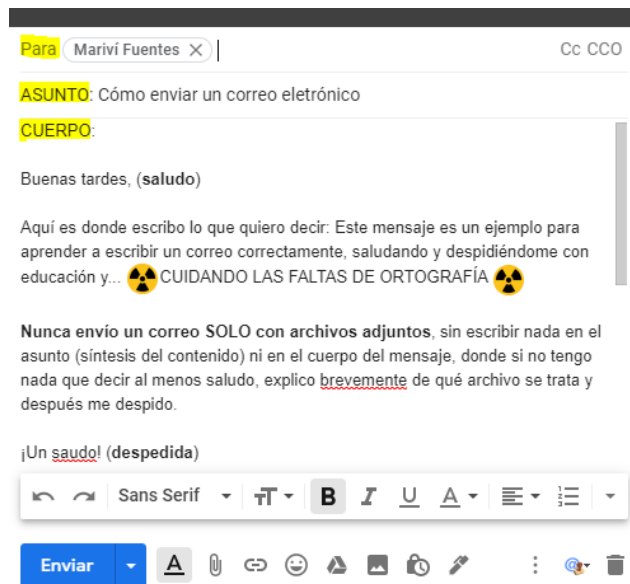 Para Mariví Fuentes Cc CCO
ASUNTO: Cómo enviar un correo eletrónico
CUERPO:
Buenas tardes, (saludo)
Aquí es donde escribo lo que quiero decir: Este mensaje es un ejemplo para
aprender a escribir un correo correctamente, saludando y despidiéndome con
educación y... ☢CUIDANDO LAS FALTAS DE ORTOGRAFÍA ☢
Nunca envío un correo SOLO con archivos adjuntos, sin escribir nada en el
asunto (síntesis del contenido) ni en el cuerpo del mensaje, donde si no tengo
nada que decir al menos saludo, explico brevemente de qué archivo se trata y
después me despido.
¡Un saudo! (despedida)
Sans Serif B I U A
Enviar A